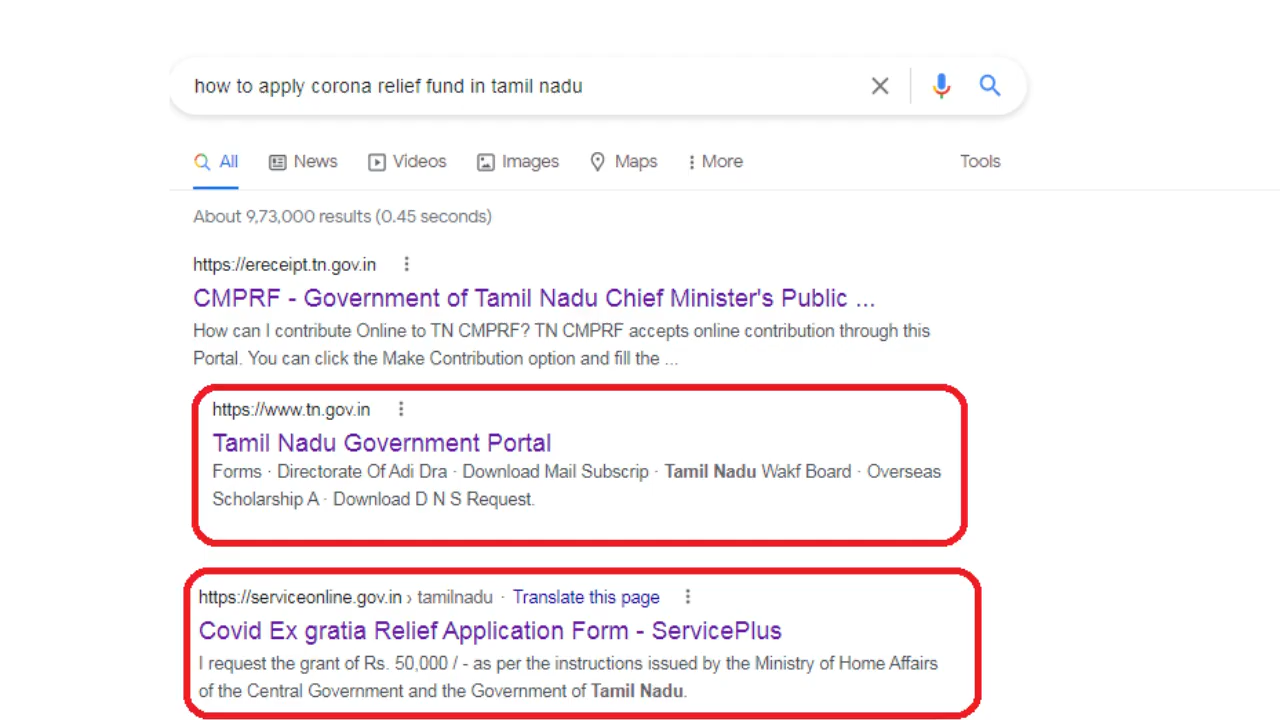 how to apply corona relief fund in tamil nadu
All News Videos Images Maps More Tools
About 9,73,000 results (0.45 seconds)
https://ereceipt.tn.gov.in
CMPRF - Government of Tamil Nadu Chief Minister's Public ...
How can I contribute Online to TN CMPRF? TN CMPRF accepts online contribution through this
Portal. You can click the Make Contribution option and fill the ...
https://www.tn.gov.in
Tamil Nadu Government Portal
Forms · Directorate Of Adi Dra · Download Mail Subscrip · Tamil Nadu Wakf Board · Overseas
Scholarship A · Download D N S Request.
https://serviceonline.gov.in › tamilnadu · Translate this page
Covid Ex gratia Relief Application Form - ServicePlus
I request the grant of Rs. 50,000 / - as per the instructions issued by the Ministry of Home Affairs
of the Central Government and the Government of Tamil Nadu.